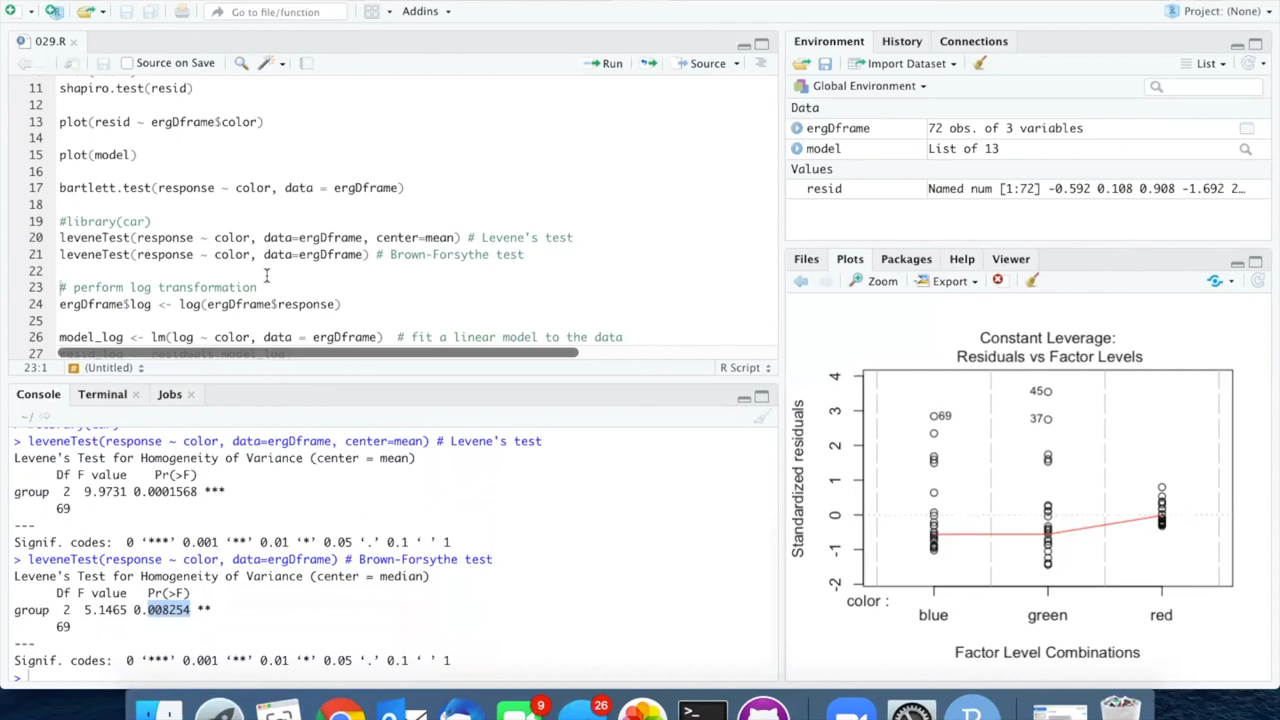 Go to file/function
Addins
Project: (None)
029.R
Source on Save
Run
Source
11 shapiro.test(resid)
12
13 plot(resid ~ ergDframe$color)
14
15 plot(model)
16
17 bartlett.test(response ~ color, data = ergDframe)
18
19 #library(car)
20 leveneTest(response ~ color, data=ergDframe, center=mean) # Levene's test
21 leveneTest(response ~ color, data=ergDframe) # Brown-Forsythe test
22
23 # perform log transformation
24 ergDframe$log <- log(ergDframe$response)
25
26 model_log <- lm(log ~ color, data = ergDframe)  # fit a linear model to the data
27
23:1 (Untitled) R Script
Console Terminal Jobs
~/
> leveneTest(response ~ color, data=ergDframe, center=mean) # Levene's test
Levene's Test for Homogeneity of Variance (center = mean)
Df F value Pr(>F)
group 2 9.9731 0.0001568 ***
69
---
Signif. codes: 0 ‘***’ 0.001 ‘**’ 0.01 ‘*’ 0.05 ‘.’ 0.1 ‘ ’ 1
> leveneTest(response ~ color, data=ergDframe) # Brown-Forsythe test
Levene's Test for Homogeneity of Variance (center = median)
Df F value Pr(>F)
group 2 5.1465 0.008254 **
69
---
Signif. codes: 0 ‘***’ 0.001 ‘**’ 0.01 ‘*’ 0.05 ‘.’ 0.1 ‘ ’ 1
>
Environment History Connections
Import Dataset List
Global Environment
Data
ergDframe 72 obs. of 3 variables
model List of 13
Values
resid Named num [1:72] -0.592 0.108 0.908 -1.692 2…
Files Plots Packages Help Viewer
Zoom Export
Constant Leverage:
Residuals vs Factor Levels
Standardized residuals
4
3
2
1
0
-1
-2
45
69
37
color :
blue green red
Factor Level Combinations
9
26